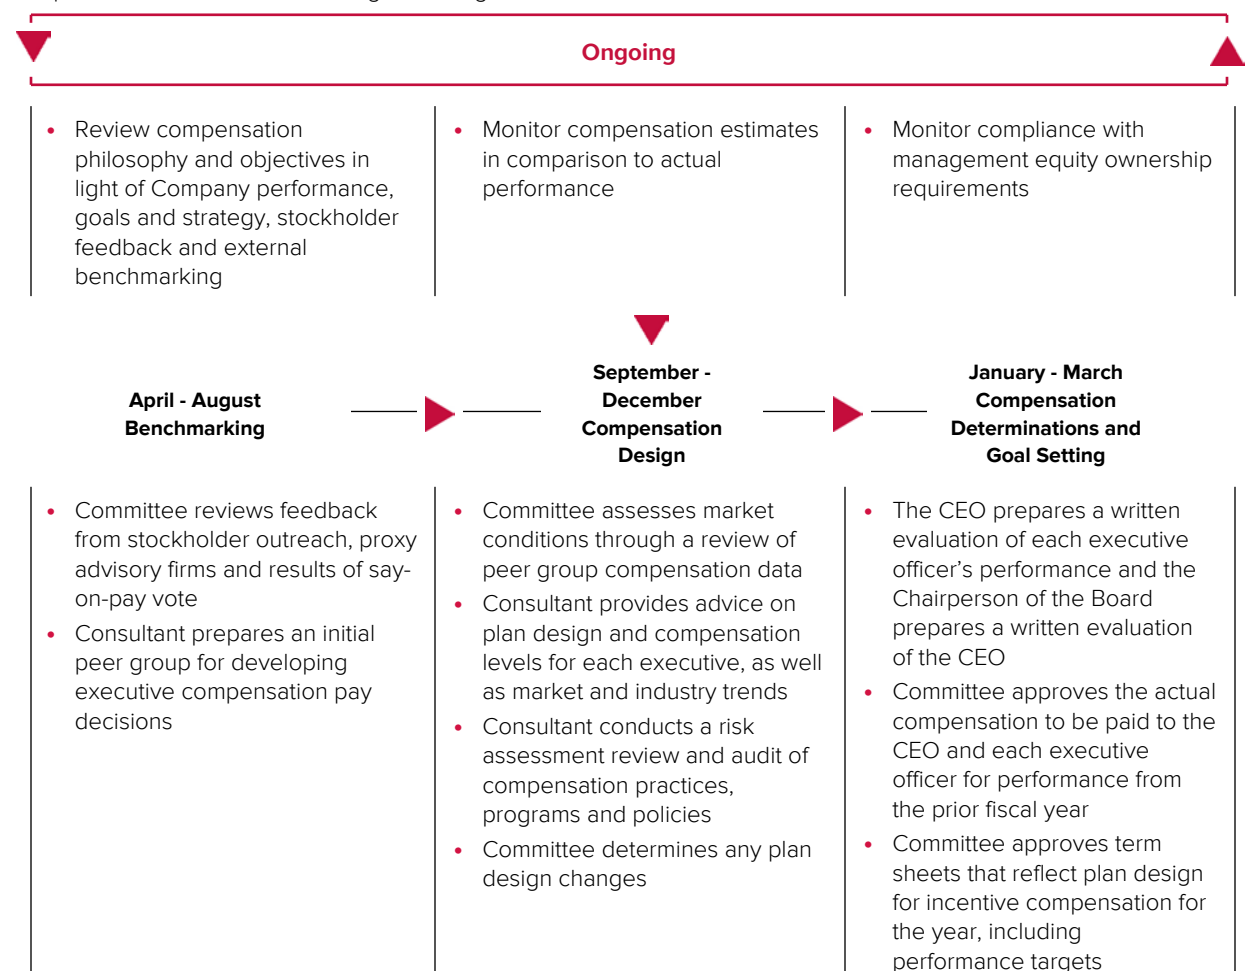 Ongoing
• Review compensation
philosophy and objectives in
light of Company performance,
goals and strategy, stockholder
feedback and external
benchmarking
• Monitor compensation estimates
in comparison to actual
performance
• Monitor compliance with
management equity ownership
requirements
April - August
Benchmarking
September -
December
Compensation
Design
January - March
Compensation
Determinations and
Goal Setting
• Committee reviews feedback
from stockholder outreach, proxy
advisory firms and results of say-
on-pay vote
• Consultant prepares an initial
peer group for developing
executive compensation pay
decisions
• Committee assesses market
conditions through a review of
peer group compensation data
• Consultant provides advice on
plan design and compensation
levels for each executive, as well
as market and industry trends
• Consultant conducts a risk
assessment review and audit of
compensation practices,
programs and policies
• Committee determines any plan
design changes
• The CEO prepares a written
evaluation of each executive
officer's performance and the
Chairperson of the Board
prepares a written evaluation
of the CEO
• Committee approves the actual
compensation to be paid to the
CEO and each executive
officer for performance from
the prior fiscal year
• Committee approves term
sheets that reflect plan design
for incentive compensation for
the year, including
performance targets